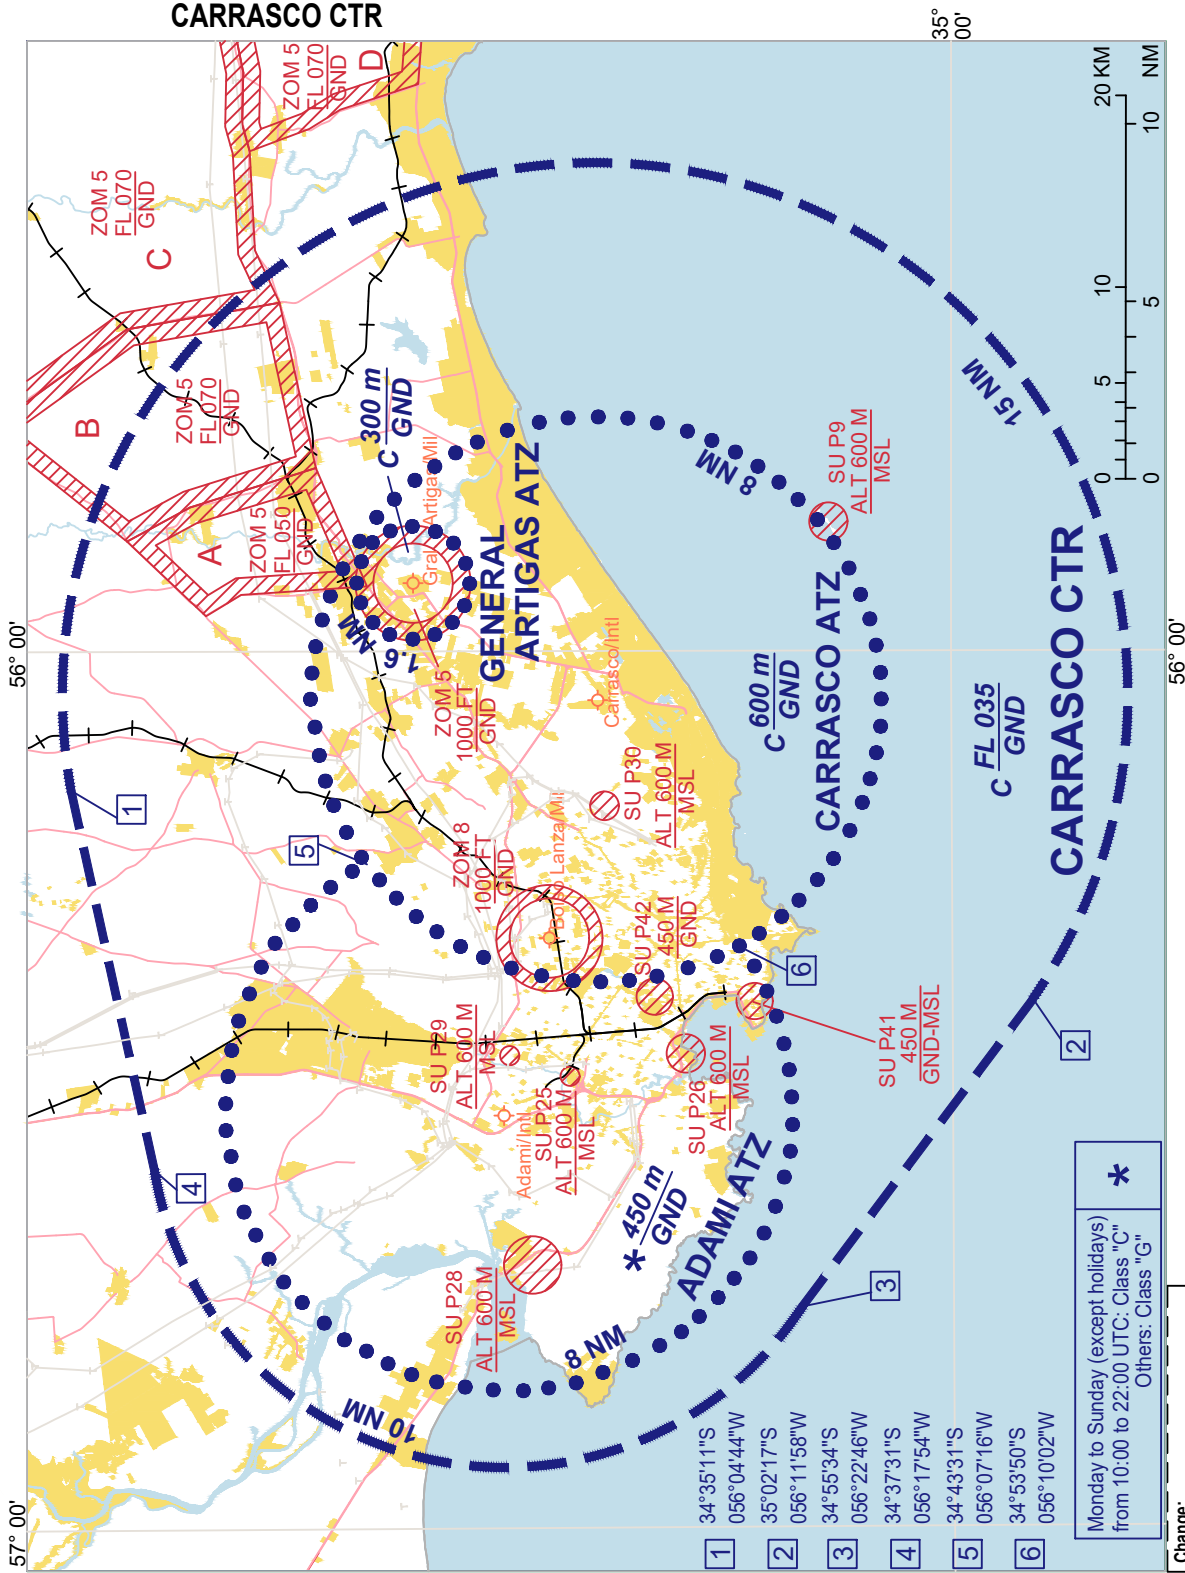 CARRASCO CTR
57° 00'
56° 00'
35°
00'
56° 00'
ZOM 5
FL 070
GND
D
ZOM 5
FL 070
GND
C
B
ZOM 5
FL 070
GND
A
ZOM 5
FL 050
GND
C 300 m
GND
Gral Artigas/Mil
GENERAL
ARTIGAS ATZ
1.6 NM
ZOM 5
1000 FT
GND
Carrasco/Intl
SU P30
ALT 600 M
MSL
ZOM 8
1000 FT
GND
SU P42
450 M
GND
SU P29
ALT 600 M
MSL
Adami/Intl
SU P25
ALT 600 M
MSL
SU P26
ALT 600 M
MSL
SU P41
450 M
GND-MSL
SU P28
ALT 600 M
MSL
* 450 m
GND
ADAMI ATZ
8 NM
10 NM
SU P9
ALT 600 M
MSL
8 NM
15 NM
C 600 m
GND
CARRASCO ATZ
C FL 035
GND
CARRASCO CTR
0 5 10 20 KM
0 5 10 NM
1
2
3
4
5
6
1 34°35'11"S
056°04'44"W
2 35°02'17"S
056°11'58"W
3 34°55'34"S
056°22'46"W
4 34°37'31"S
056°17'54"W
5 34°43'31"S
056°07'16"W
6 34°53'50"S
056°10'02"W
Monday to Sunday (except holidays)
from 10:00 to 22:00 UTC: Class "C"
Others: Class "G"
*
Change: